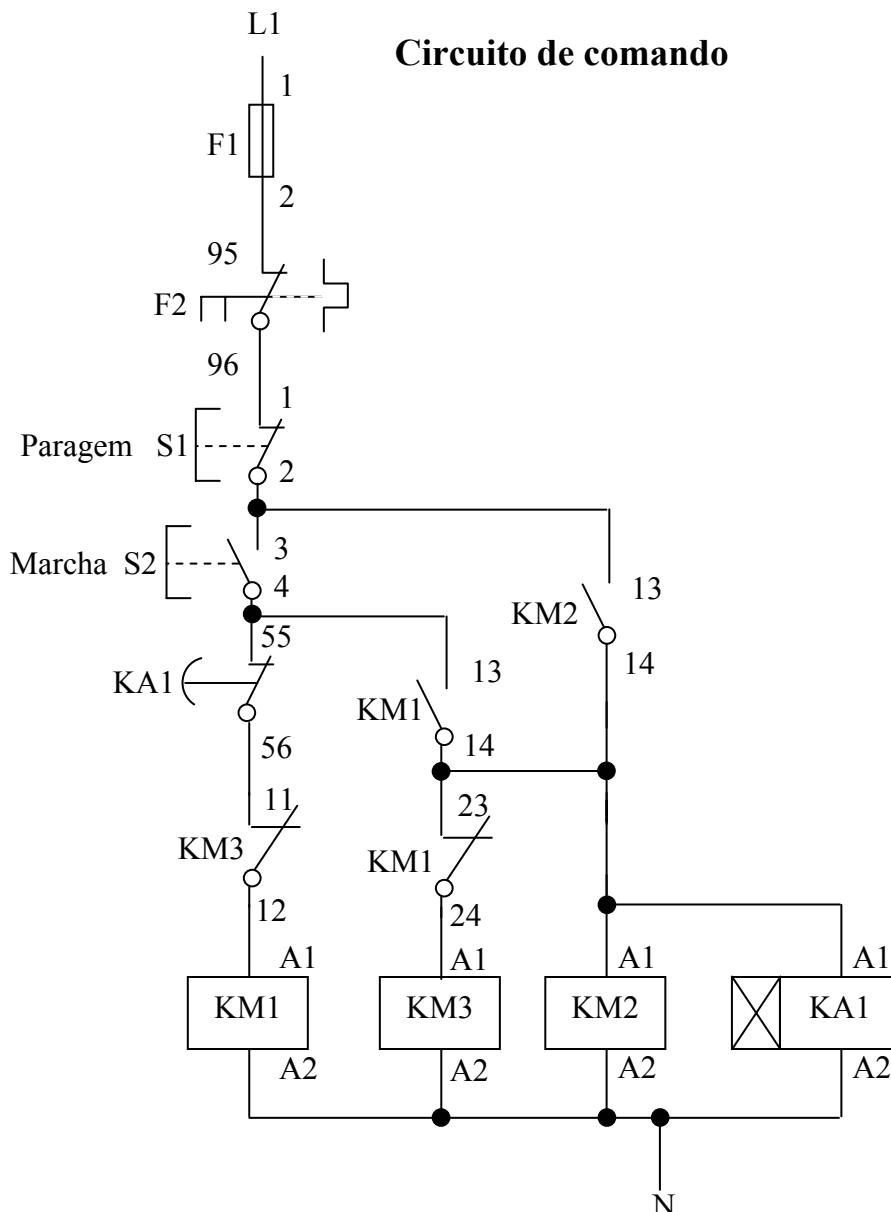 L1
Circuito de comando
1
F1
2
95
F2
96
1
Paragem S1
2
3
Marcha S2
4
13
KM2
14
55
KA1
13
KM1
14
56
11
23
KM3
KM1
12
24
A1
A1
A1
A1
KM1
KM3
KM2
KA1
A2
A2
A2
A2
N